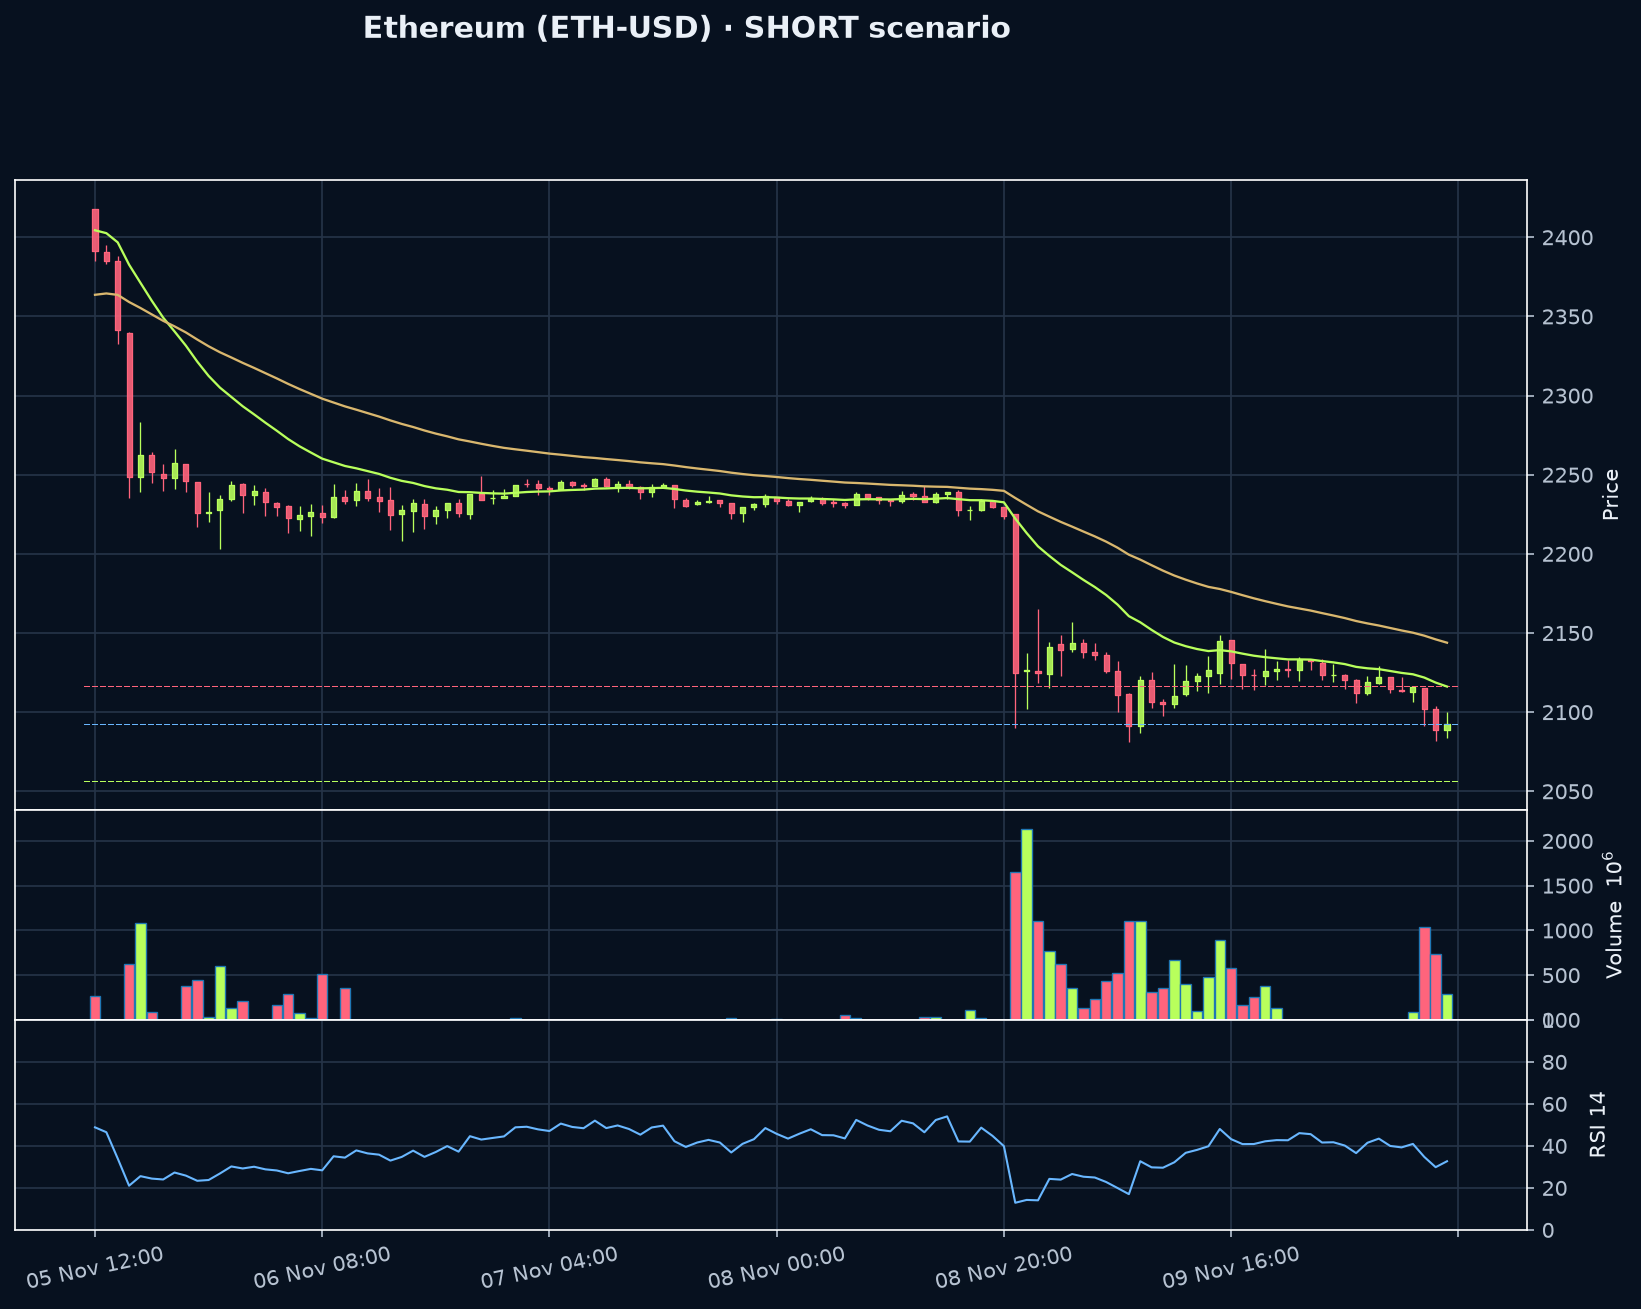 Ethereum (ETH-USD) · SHORT scenario
2400
2350
2300
2250
2200
2150
2100
2050
Price
2000
1500
1000
500
0
Volume 10⁶
100
80
60
40
20
0
RSI 14
05 Nov 12:00
06 Nov 08:00
07 Nov 04:00
08 Nov 00:00
08 Nov 20:00
09 Nov 16:00